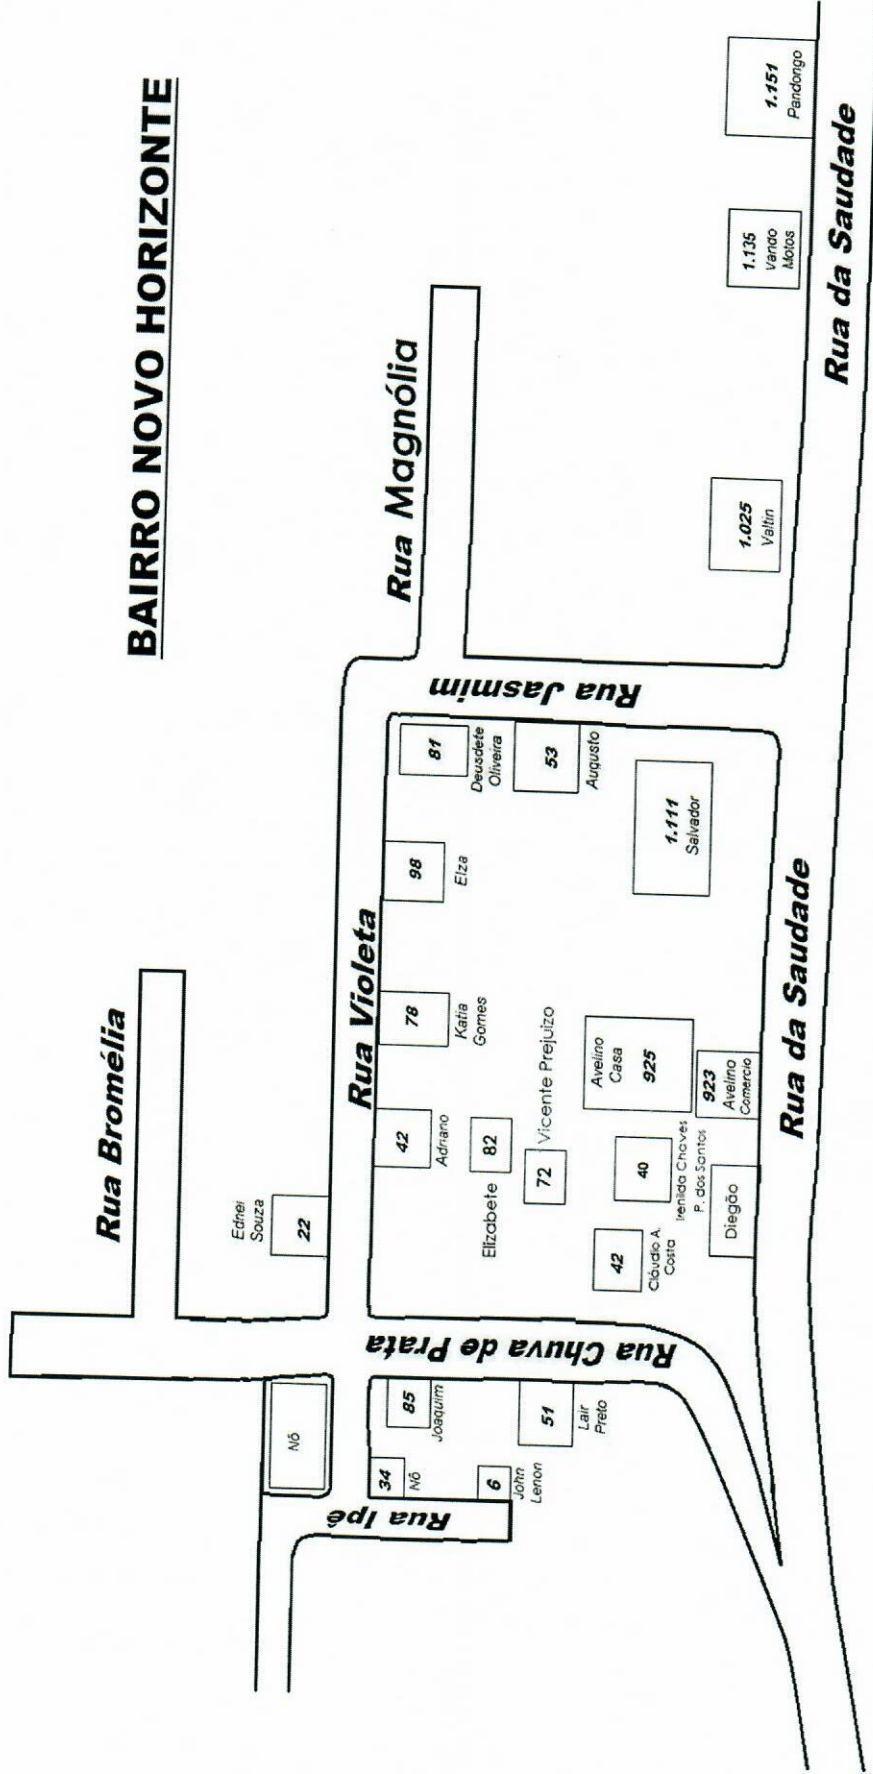 BAIRRO NOVO HORIZONTE
Rua Bromélia
Ednei
Souza
22
Rua Violeta
Rua Magnólia
Nô
34
Nô
85
Joaquim
Rua Ipê
6
John
Lenon
51
Lair
Preto
Rua Chuva de Prata
42
Adriano
78
Katia
Gomes
98
Elza
81
Deusdete
Oliveira
Rua Jasmim
53
Augusto
Elizabete
82
72
Vicente Prejuizo
42
Cláudio A.
Costa
40
Irenilda Chaves
P. dos Santos
Avelino
Casa
925
923
Avelino
Comercio
Diegão
1.111
Salvador
1.025
Valtin
1.135
Vando
Motos
1.151
Pandongo
Rua da Saudade
Rua da Saudade